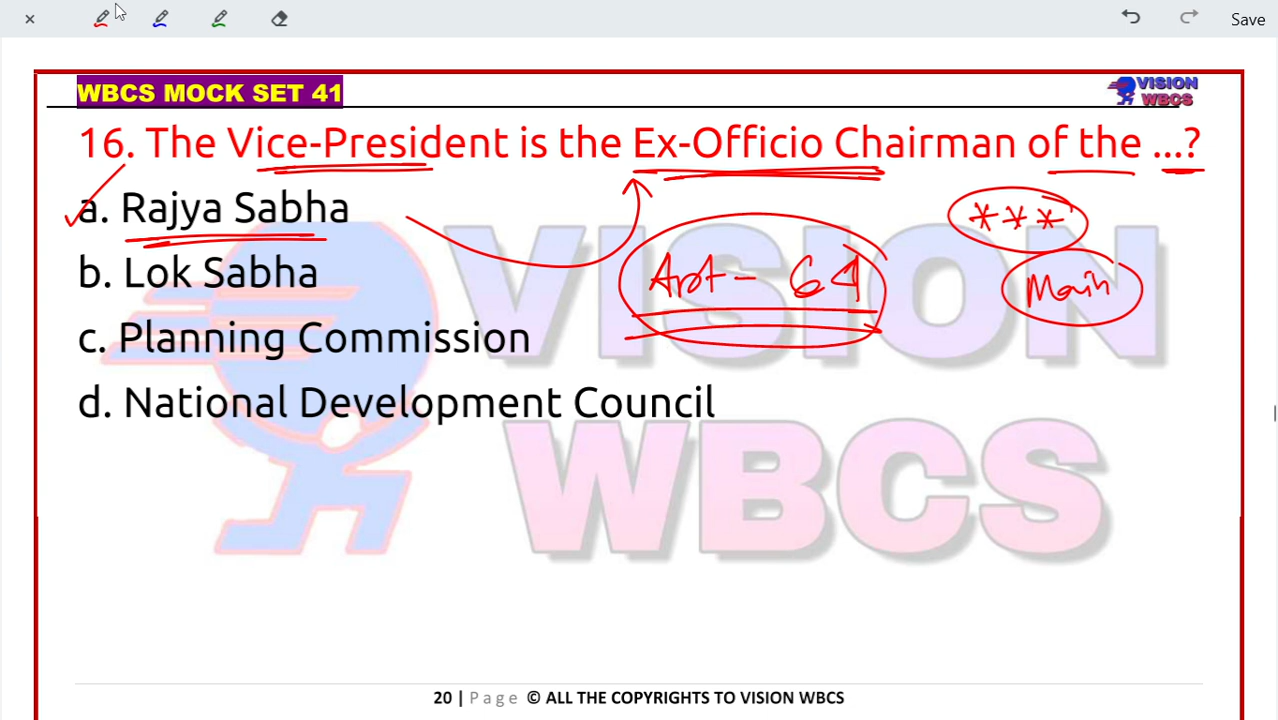 Save
WBCS MOCK SET 41
VISION
WBCS
16. The Vice-President is the Ex-Officio Chairman of the ...?
a. Rajya Sabha
***
b. Lok Sabha
Art - 64
Main
c. Planning Commission
d. National Development Council
VISION
WBCS
20 | Page © ALL THE COPYRIGHTS TO VISION WBCS